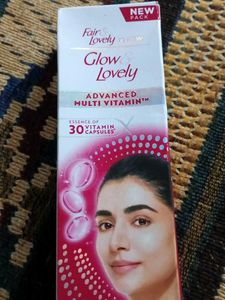 NEW
PACK
Fair & Lovely
Glow &
Lovely
ADVANCED
MULTI VITAMIN™
ESSENCE OF
30 VITAMIN
CAPSULES